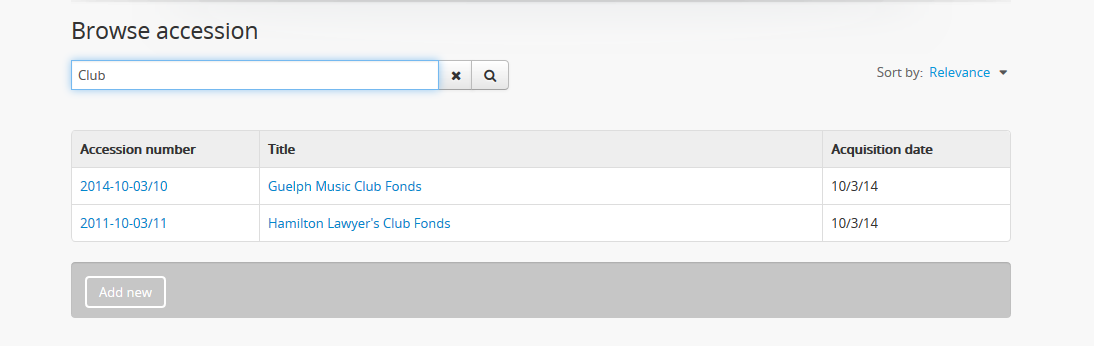 Browse accession
Club
Sort by: Relevance
Accession number Title Acquisition date
2014-10-03/10 Guelph Music Club Fonds 10/3/14
2011-10-03/11 Hamilton Lawyer's Club Fonds 10/3/14
Add new